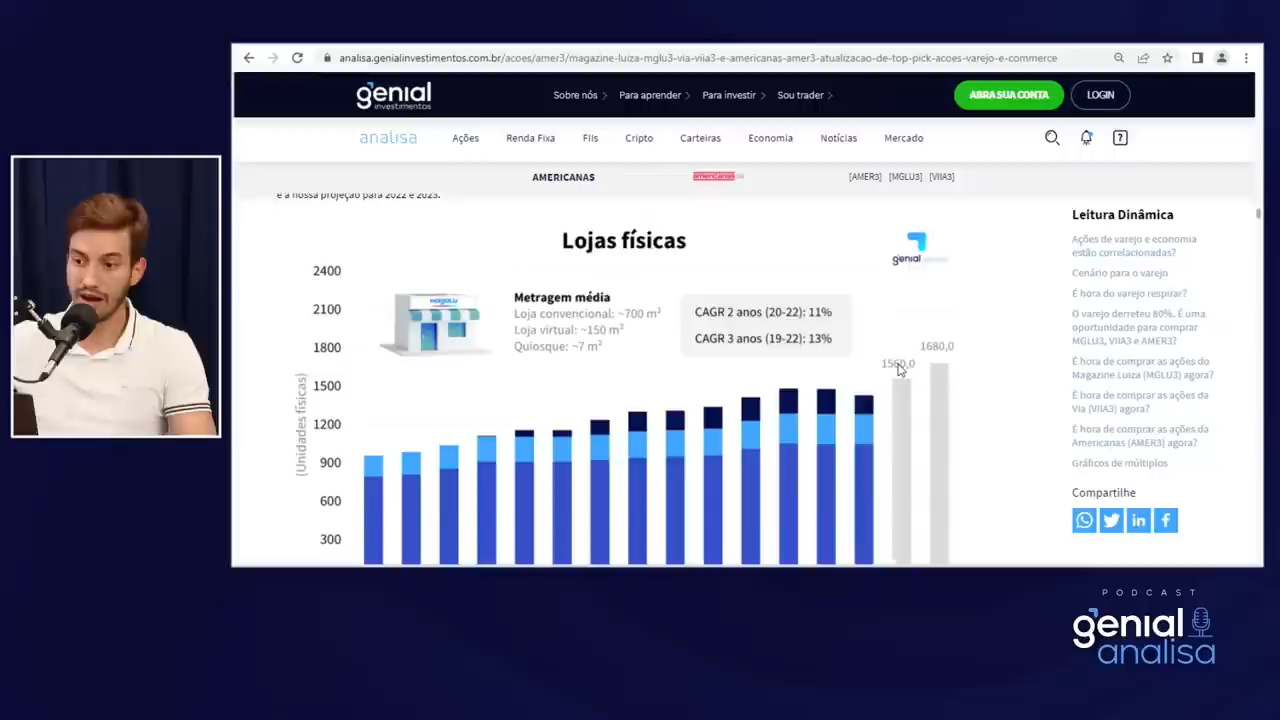 analisa.genialinvestimentos.com.br/acoes/amer3/magazine-luiza-mglu3-via-viia3-e-americanas-amer3-atualizacao-de-top-pick-acoes-varejo-e-commerce
genial
investimentos
Sobre nós
Para aprender
Para investir
Sou trader
ABRA SUA CONTA
LOGIN
analisa
Ações
Renda Fixa
FIIs
Cripto
Carteiras
Economia
Notícias
Mercado
AMERICANAS
americanas
[AMER3] [MGLU3] [VIIA3]
e a nossa projeção para 2022 e 2023.
Lojas físicas
genial
2400
2100
1800
1500
1200
900
600
300
(Unidades físicas)
magalu
Metragem média
Loja convencional: ~700 m²
Loja virtual: ~150 m²
Quiosque: ~7 m²
CAGR 2 anos (20-22): 11%
CAGR 3 anos (19-22): 13%
1680,0
Leitura Dinâmica
Ações de varejo e economia
estão correlacionadas?
Cenário para o varejo
É hora do varejo respirar?
O varejo derreteu 80%. É uma
oportunidade para comprar
MGLU3, VIIA3 e AMER3?
É hora de comprar as ações do
Magazine Luiza (MGLU3) agora?
É hora de comprar as ações da
Via (VIIA3) agora?
É hora de comprar as ações da
Americanas (AMER3) agora?
Gráficos de múltiplos
Compartilhe
PODCAST
genial
analisa